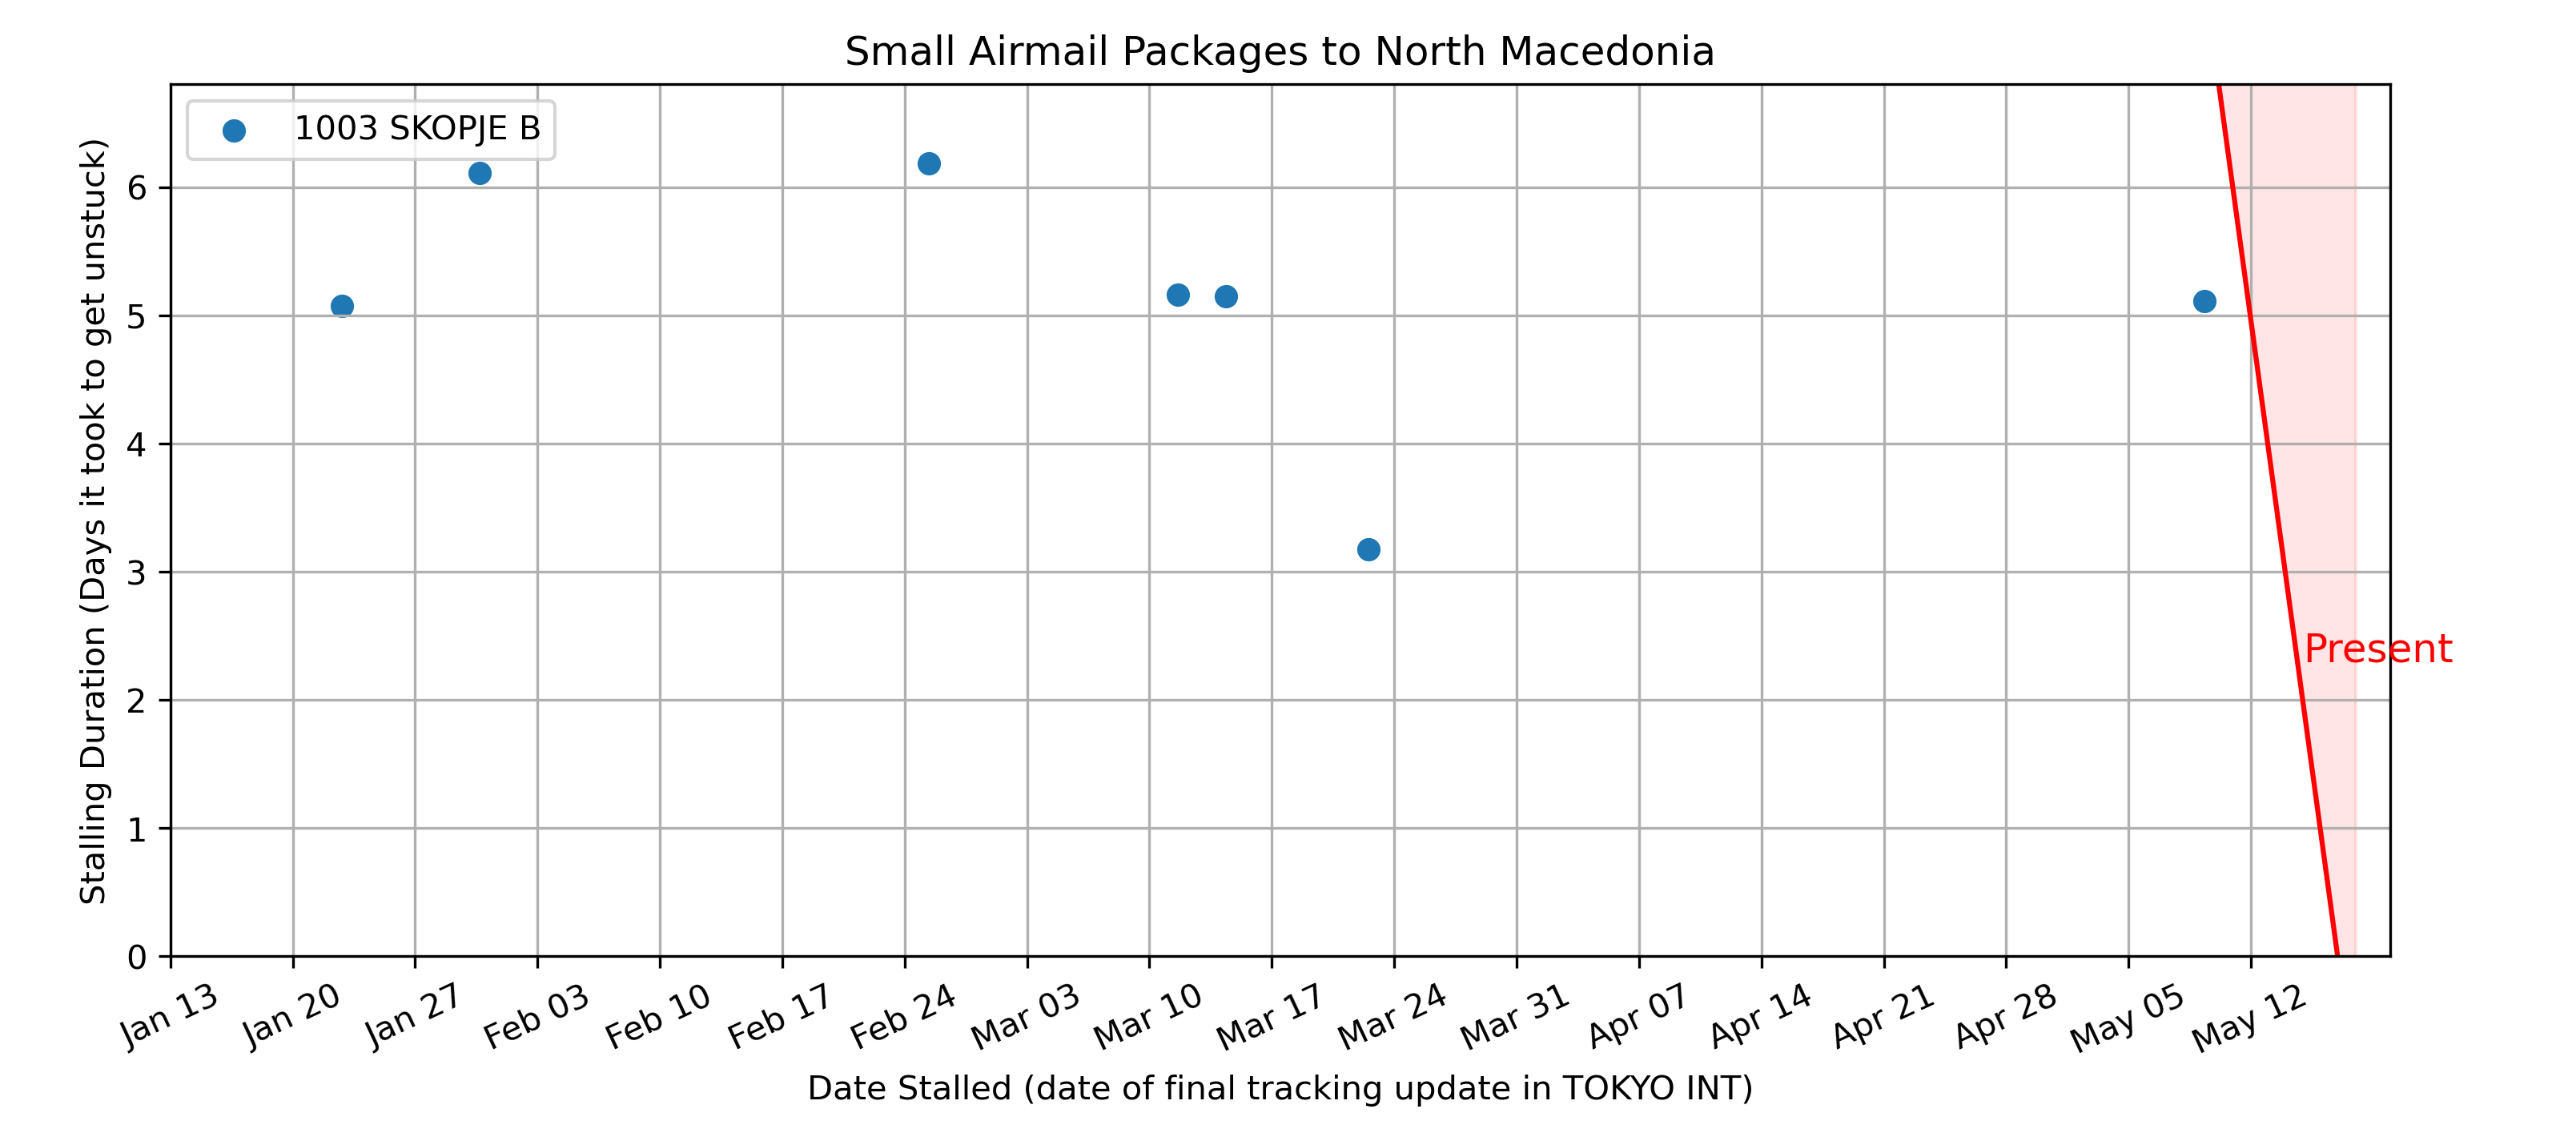 Small Airmail Packages to North Macedonia
1003 SKOPJE B
Stalling Duration (Days it took to get unstuck)
6
5
4
3
2
1
0
Present
Jan 13
Jan 20
Jan 27
Feb 03
Feb 10
Feb 17
Feb 24
Mar 03
Mar 10
Mar 17
Mar 24
Mar 31
Apr 07
Apr 14
Apr 21
Apr 28
May 05
May 12
Date Stalled (date of final tracking update in TOKYO INT)